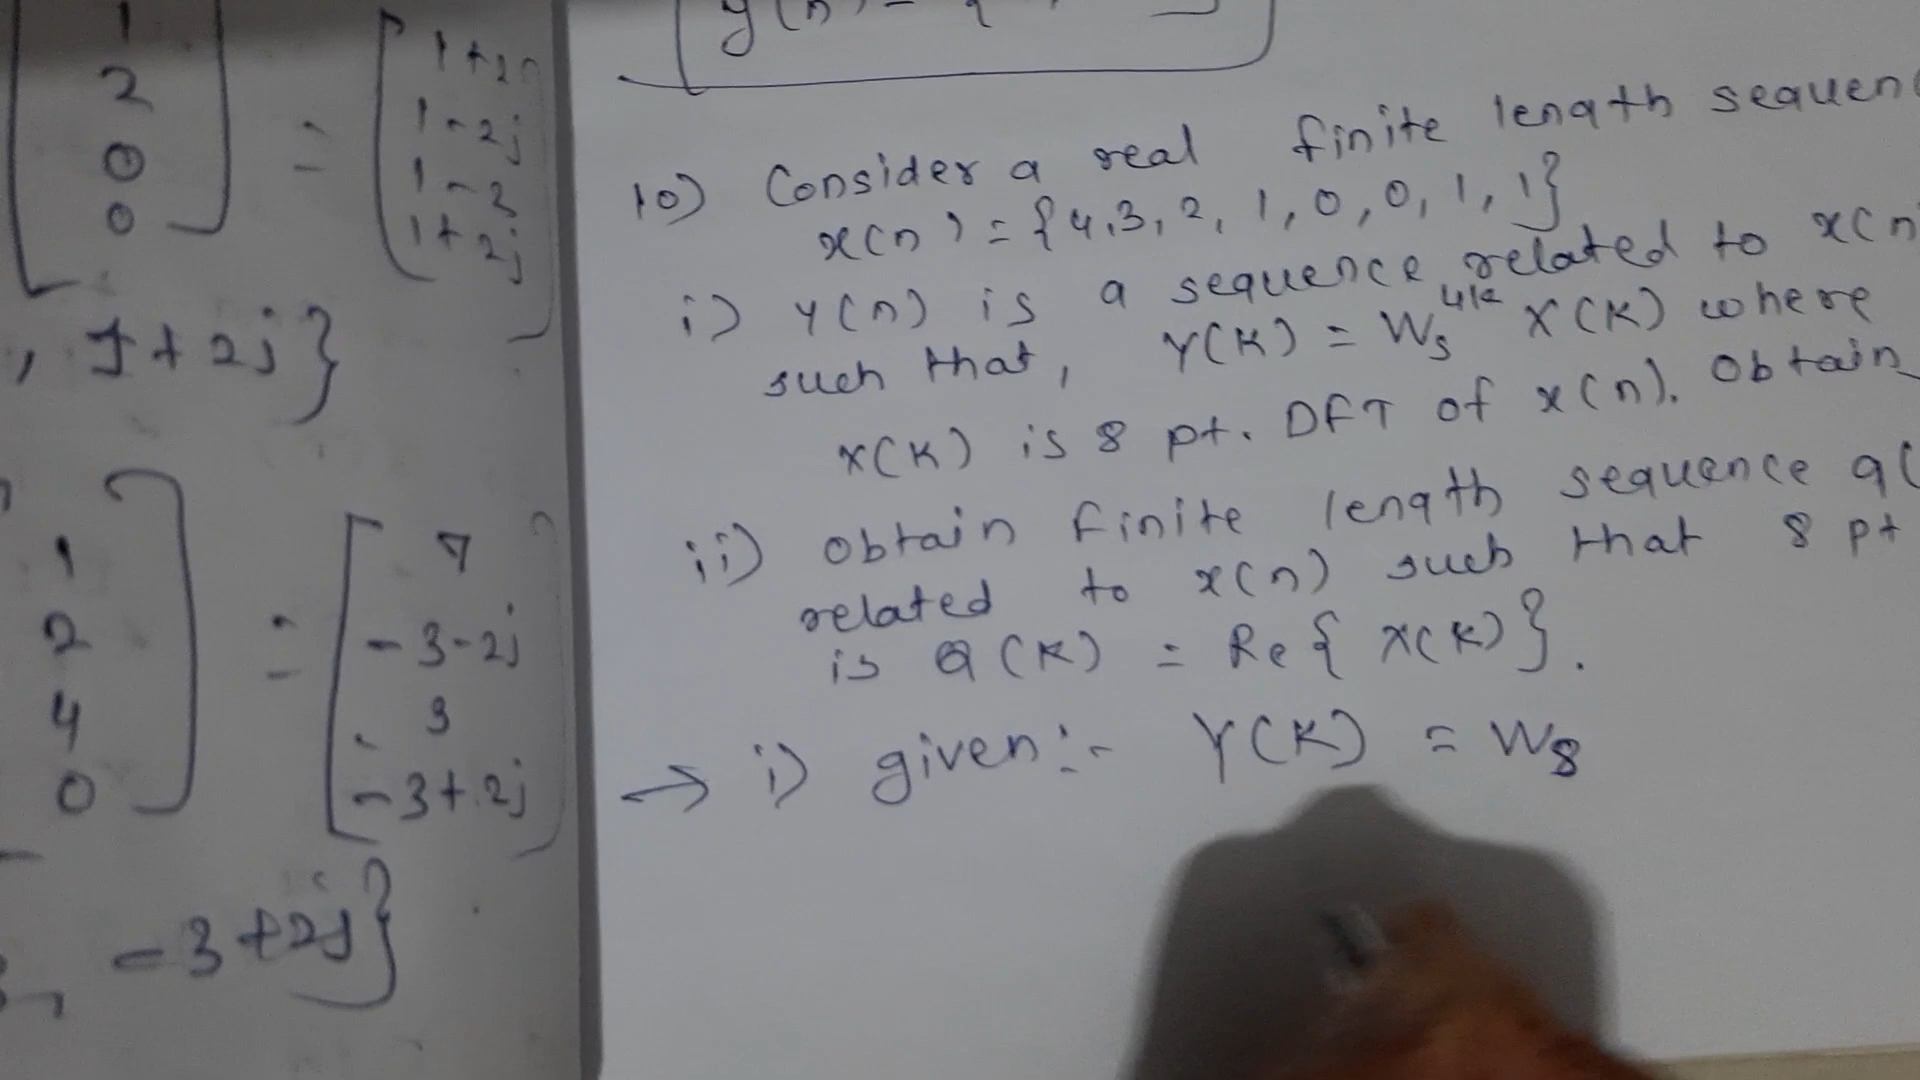 1
2
0
0
=
1+2
1-2j
1-2
1+2j
, 1+2j}
1
2
4
0
=
7
-3-2j
3
-3+2j
, -3+2j}
y(n) = {
10) Consider a real finite length sequen
x(n) = {4,3,2,1,0,0,1,1}
i) y(n) is a sequence related to x(n
such that, Y(K) = W8^4k X(K) where
X(K) is 8 pt. DFT of x(n). Obtain
ii) obtain finite length sequence q(
related to x(n) such that 8 pt
is Q(K) = Re{ X(K)}.
→ i) given:- Y(K) = W8